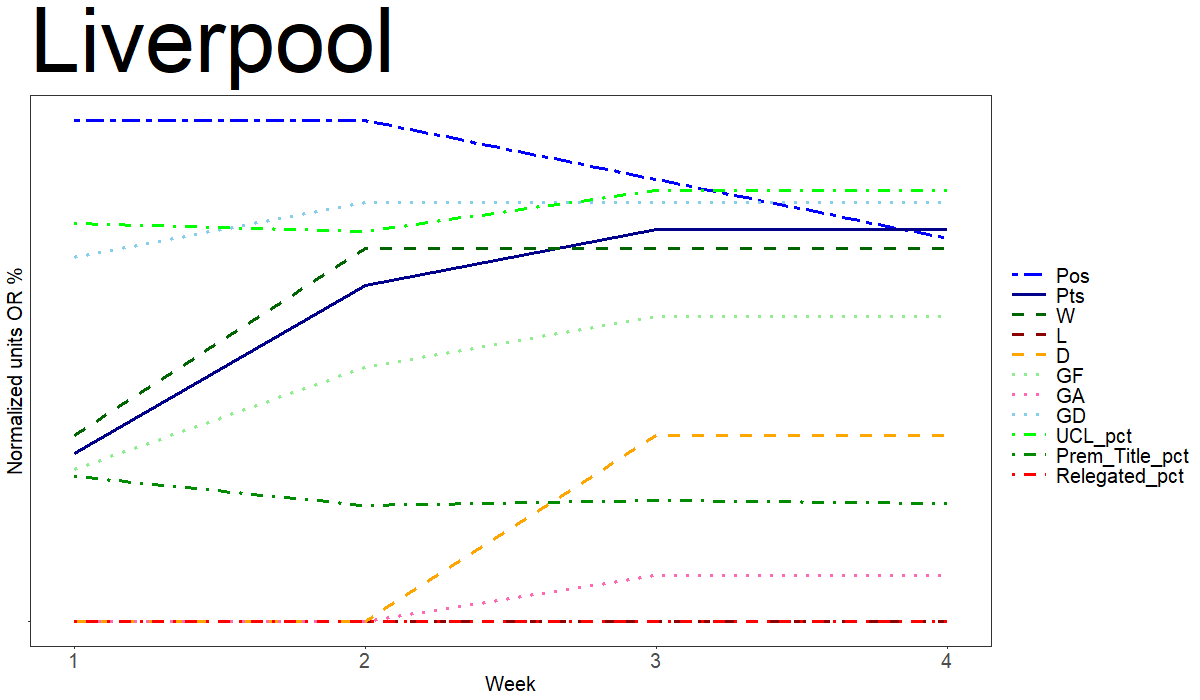 Liverpool
Normalized units OR %
Pos
Pts
W
L
D
GF
GA
GD
UCL_pct
Prem_Title_pct
Relegated_pct
1 2 3 4
Week